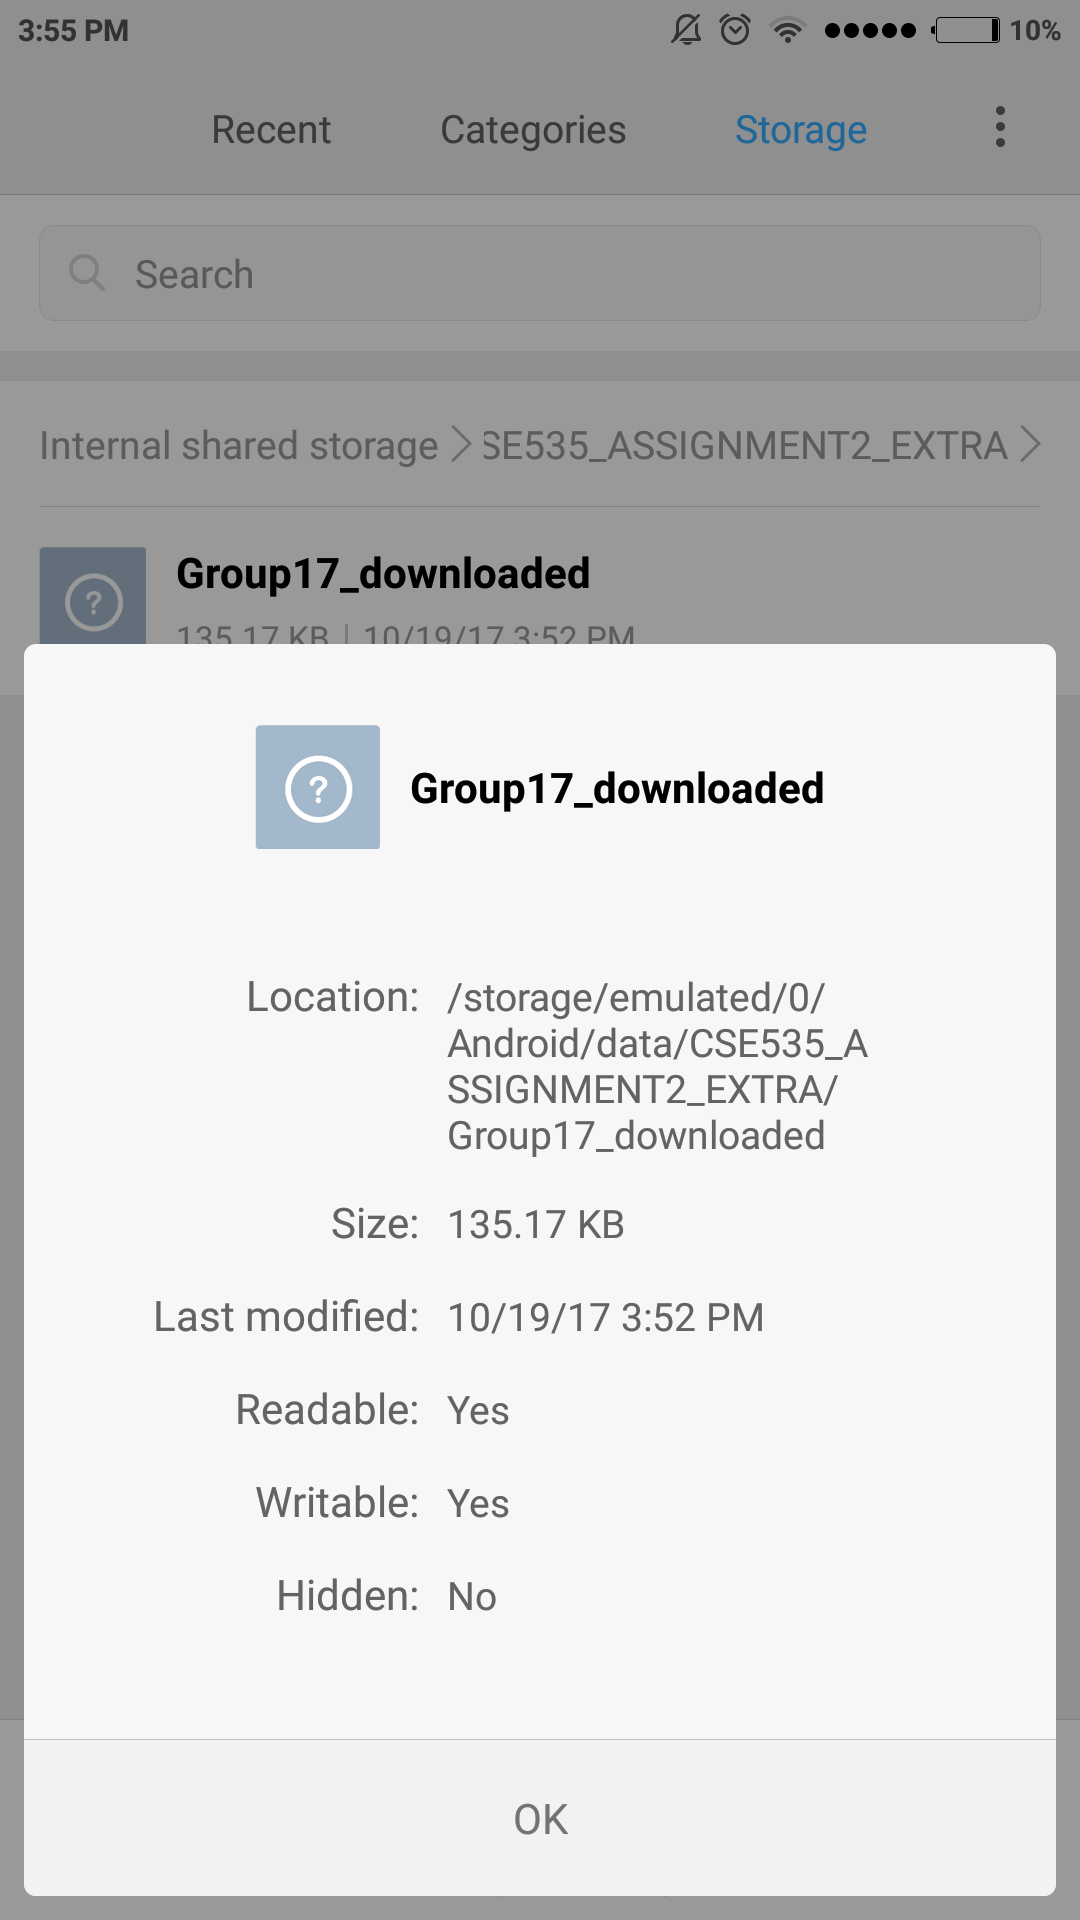 3:55 PM 10%
Recent Categories Storage
Search
Internal shared storage SE535_ASSIGNMENT2_EXTRA
? Group17_downloaded
135.17 KB | 10/19/17 3:52 PM
? Group17_downloaded
Location: /storage/emulated/0/
Android/data/CSE535_A
SSIGNMENT2_EXTRA/
Group17_downloaded
Size: 135.17 KB
Last modified: 10/19/17 3:52 PM
Readable: Yes
Writable: Yes
Hidden: No
OK